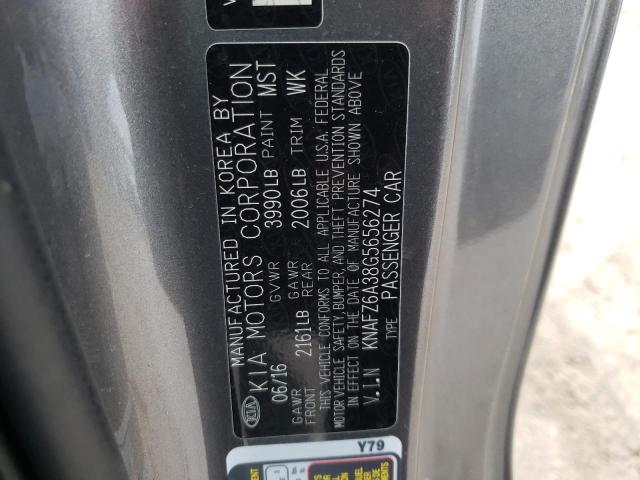 MANUFACTURED IN KOREA BY
KIA KIA MOTORS CORPORATION
06/16 GVWR 3990LB PAINT MST
GAWR FRONT 2161LB GAWR REAR 2006LB TRIM WK
THIS VEHICLE CONFORMS TO ALL APPLICABLE U.S.A. FEDERAL
MOTOR VEHICLE SAFETY, BUMPER, AND THEFT PREVENTION STANDARDS
IN EFFECT ON THE DATE OF MANUFACTURE SHOWN ABOVE
V.I.N KNAFZ6A38G5656274
TYPE PASSENGER CAR
Y79